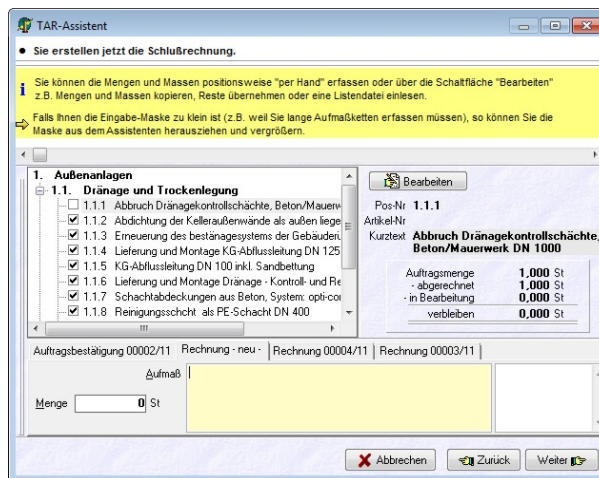 TAR-Assistent
Sie erstellen jetzt die Schlußrechnung.
Sie können die Mengen und Massen positionsweise "per Hand" erfassen oder über die Schaltfläche "Bearbeiten"
z.B. Mengen und Massen kopieren, Reste übernehmen oder eine Listendatei einlesen.
Falls Ihnen die Eingabe-Maske zu klein ist (z.B. weil Sie lange Aufmaßketten erfassen müssen), so können Sie die
Maske aus dem Assistenten herausziehen und vergrößern.
1. Außenanlagen
1.1. Dränage und Trockenlegung
1.1.1 Abbruch Dränagekontrollschächte, Beton/Mauerw
1.1.2 Abdichtung der Kelleraußenwände als außen liege
1.1.3 Erneuerung des bestänagesystems der Gebäuderü
1.1.4 Lieferung und Montage KG-Abflussleitung DN 125
1.1.5 KG-Abflussleitung DN 100 inkl. Sandbettung
1.1.6 Lieferung und Montage Dränage - Kontroll- und Re
1.1.7 Schachtabdeckungen aus Beton, System: opti-cor
1.1.8 Reinigungsschcht als PE-Schacht DN 400
Bearbeiten
Pos-Nr 1.1.1
Artikel-Nr
Kurztext Abbruch Dränagekontrollschächte,
Beton/Mauerwerk DN 1000
Auftragsmenge 1,000 St
- abgerechnet 1,000 St
- in Bearbeitung 0,000 St
verbleiben 0,000 St
Auftragsbestätigung 00002/11 Rechnung - neu - Rechnung 00004/11 Rechnung 00003/11
Aufmaß
Menge 0 St
Abbrechen Zurück Weiter